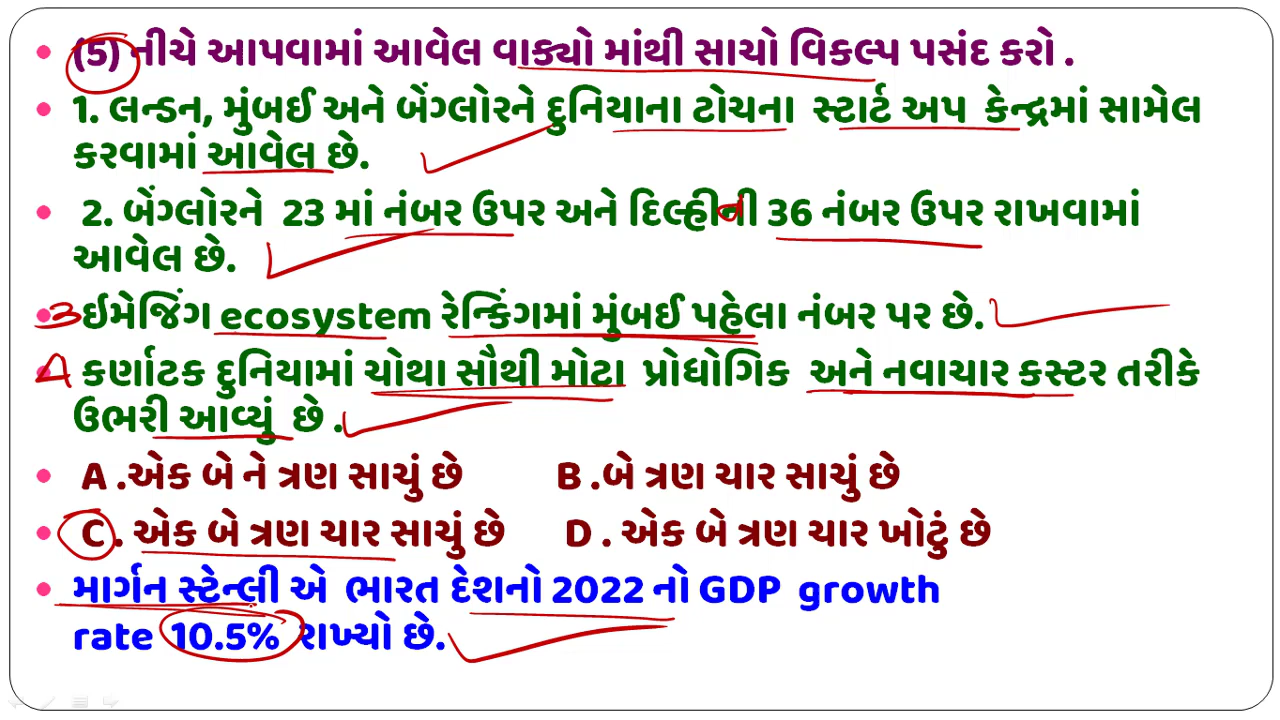 (5) નીચે આપવામાં આવેલ વાક્યો માંથી સાચો વિકલ્પ પસંદ કરો .
1. લન્ડન, મુંબઈ અને બેંગ્લોરને દુનિયાના ટોચના સ્ટાર્ટ અપ કેન્દ્રમાં સામેલ
કરવામાં આવેલ છે.
2. બેંગ્લોરને 23 માં નંબર ઉપર અને દિલ્હીની 36 નંબર ઉપર રાખવામાં
આવેલ છે.
3 ઇમેજિંગ ecosystem રેન્કિંગમાં મુંબઈ પહેલા નંબર પર છે.
4 કર્ણાટક દુનિયામાં ચોથા સૌથી મોટા પ્રોધોગિક અને નવાચાર કસ્ટર તરીકે
ઉભરી આવ્યું છે .
A .એક બે ને ત્રણ સાચું છે B .બે ત્રણ ચાર સાચું છે
C . એક બે ત્રણ ચાર સાચું છે D . એક બે ત્રણ ચાર ખોટું છે
માર્ગન સ્ટેન્લી એ ભારત દેશનો 2022 નો GDP growth
rate 10.5% રાખ્યો છે.